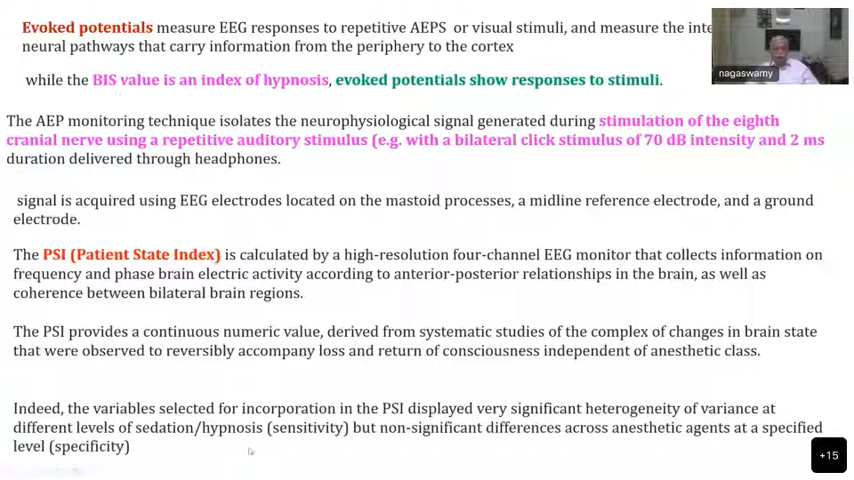 Evoked potentials measure EEG responses to repetitive AEPS or visual stimuli, and measure the
neural pathways that carry information from the periphery to the cortex
nagaswamy
while the BIS value is an index of hypnosis, evoked potentials show responses to stimuli.
The AEP monitoring technique isolates the neurophysiological signal generated during stimulation of the eighth
cranial nerve using a repetitive auditory stimulus (e.g. with a bilateral click stimulus of 70 dB intensity and 2 ms
duration delivered through headphones.
signal is acquired using EEG electrodes located on the mastoid processes, a midline reference electrode, and a ground
electrode.
The PSI (Patient State Index) is calculated by a high-resolution four-channel EEG monitor that collects information on
frequency and phase brain electric activity according to anterior-posterior relationships in the brain, as well as
coherence between bilateral brain regions.
The PSI provides a continuous numeric value, derived from systematic studies of the complex of changes in brain state
that were observed to reversibly accompany loss and return of consciousness independent of anesthetic class.
Indeed, the variables selected for incorporation in the PSI displayed very significant heterogeneity of variance at
different levels of sedation/hypnosis (sensitivity) but non-significant differences across anesthetic agents at a specified
level (specificity)
+15